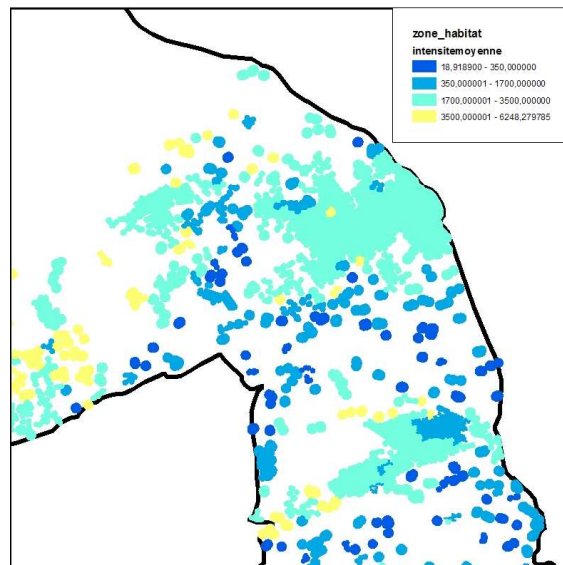 zone_habitat
intensitemoyenne
18,918900 - 350,000000
350,000001 - 1700,000000
1700,000001 - 3500,000000
3500,000001 - 6248,279785